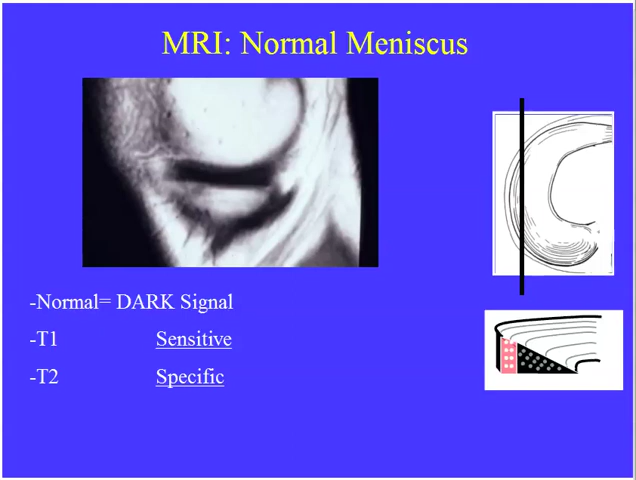 MRI: Normal Meniscus
-Normal= DARK Signal
-T1 Sensitive
-T2 Specific